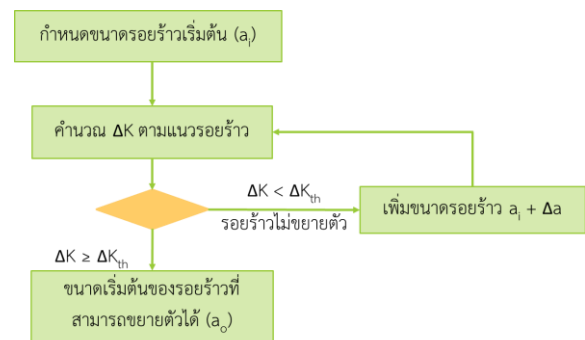 กำหนดขนาดรอยร้าวเริ่มต้น (aᵢ)
คำนวณ ΔK ตามแนวรอยร้าว
ΔK < ΔKth
รอยร้าวไม่ขยายตัว
เพิ่มขนาดรอยร้าว aᵢ + Δa
ΔK ≥ ΔKth
ขนาดเริ่มต้นของรอยร้าวที่
สามารถขยายตัวได้ (a₀)